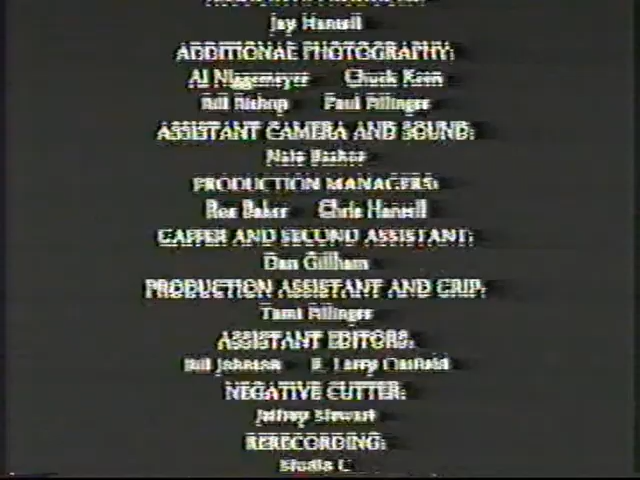 Jay Hansell
ADDITIONAL PHOTOGRAPHY:
Al Niggemeyer Chuck Keen
Bill Bishop Paul Fillinger
ASSISTANT CAMERA AND SOUND:
Nate
PRODUCTION MANAGERS:
Ron Baker Chris Hansell
GAFFER AND SECOND ASSISTANT:
Dan Gillham
PRODUCTION ASSISTANT AND GRIP:
Tami Fillinger
ASSISTANT EDITORS:
Bill Johnson E. Larry
NEGATIVE CUTTER:
Jeffrey Stewart
RERECORDING:
Studio C